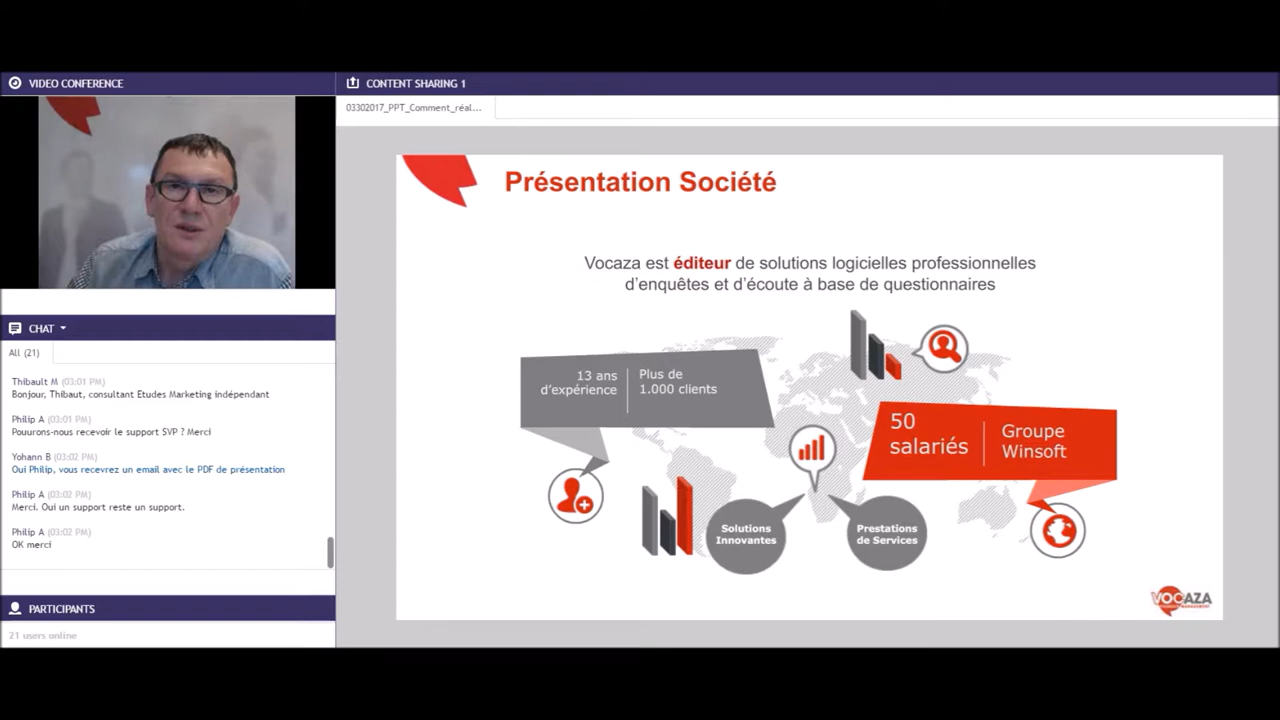 VIDEO CONFERENCE
CONTENT SHARING 1
03302017_PPT_Comment_réal...
CHAT
All (21)
Thibault M (03:01 PM)
Bonjour, Thibaut, consultant Etudes Marketing indépendant
Philip A (03:01 PM)
Pouurons-nous recevoir le support SVP ? Merci
Yohann B (03:02 PM)
Oui Philip, vous recevrez un email avec le PDF de présentation
Philip A (03:02 PM)
Merci. Oui un support reste un support.
Philip A (03:02 PM)
OK merci
PARTICIPANTS
21 users online
Présentation Société
Vocaza est éditeur de solutions logicielles professionnelles
d'enquêtes et d'écoute à base de questionnaires
13 ans
d'expérience
Plus de
1.000 clients
50
salariés
Groupe
Winsoft
Solutions
Innovantes
Prestations
de Services
VOCAZA